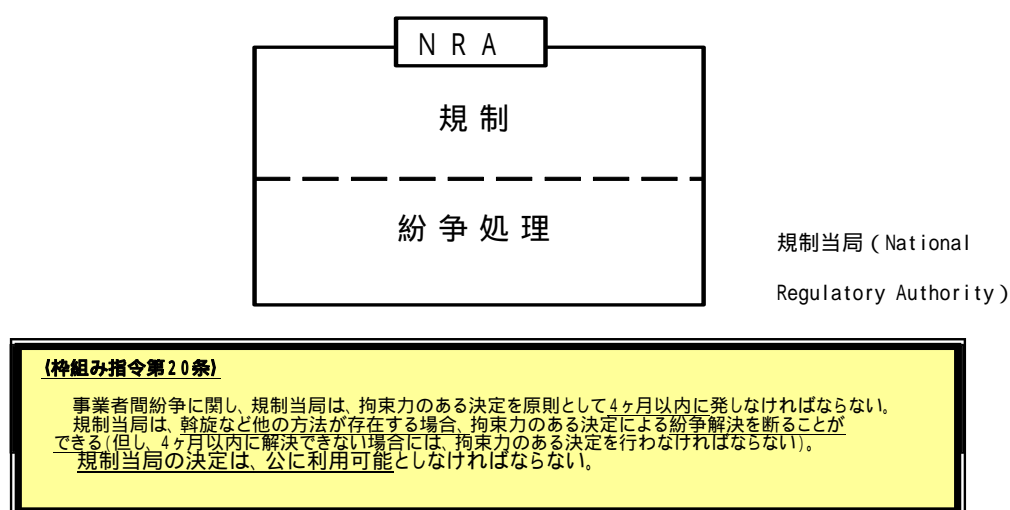 NRA
規制
紛争処理
規制当局(National
Regulatory Authority)
(枠組み指令第20条)
事業者間紛争に関し、規制当局は、拘束力のある決定を原則として4ヶ月以内に発しなければならない。
規制当局は、斡旋など他の方法が存在する場合、拘束力のある決定による紛争解決を断ることが
できる(但し、4ヶ月以内に解決できない場合には、拘束力のある決定を行わなければならない)。
規制当局の決定は、公に利用可能としなければならない。